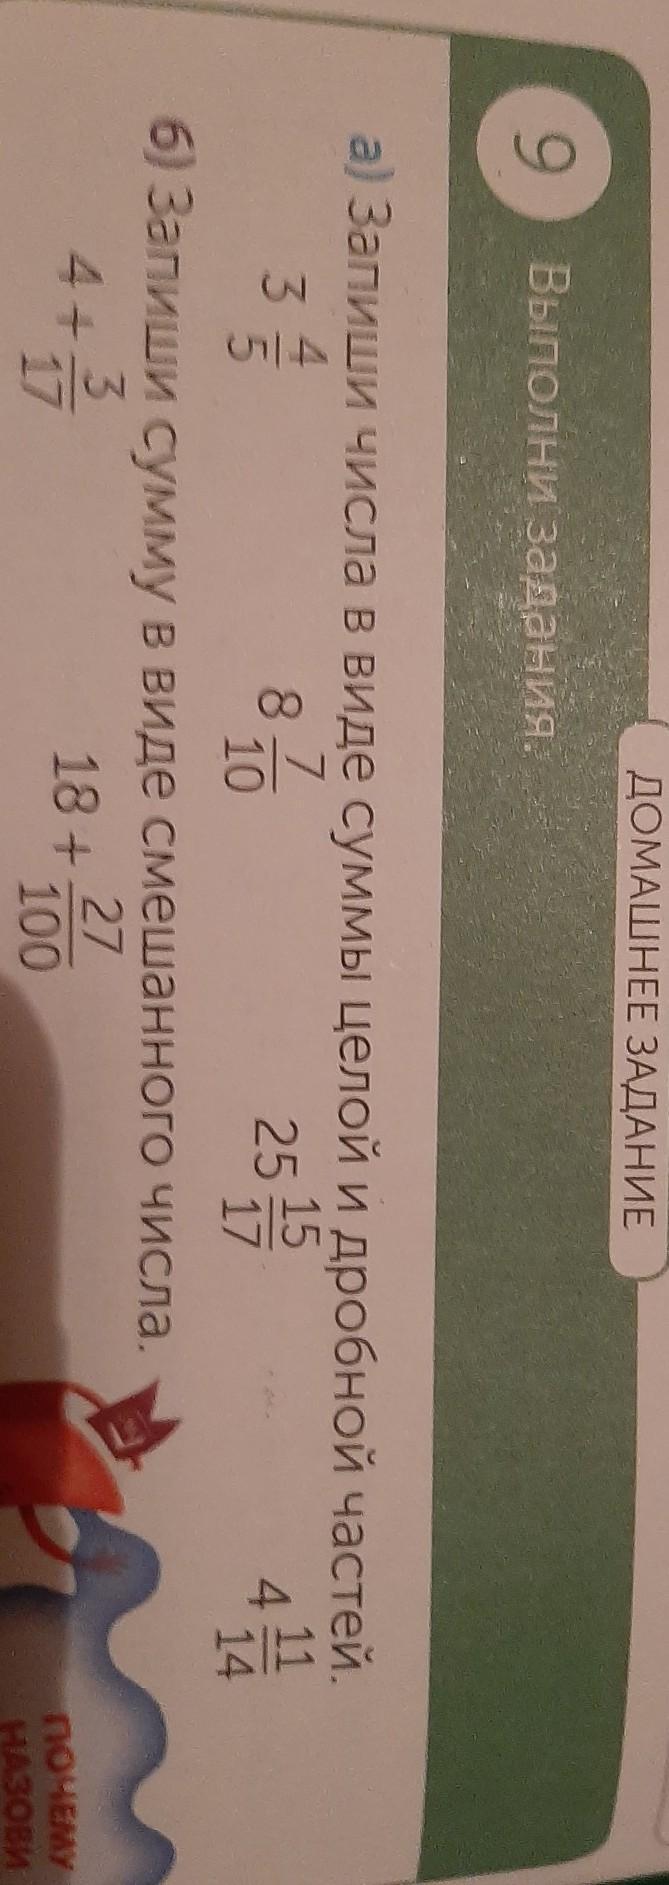 ДОМАШНЕЕ ЗАДАНИЕ
9 Выполни задания.
а) Запиши числа в виде суммы целой и дробной частей.
3 4/5 8 7/10 25 15/17 4 11/14
б) Запиши сумму в виде смешанного числа.
4 + 3/17 18 + 27/100
ПОЧЕМУ
НАЗОВИ